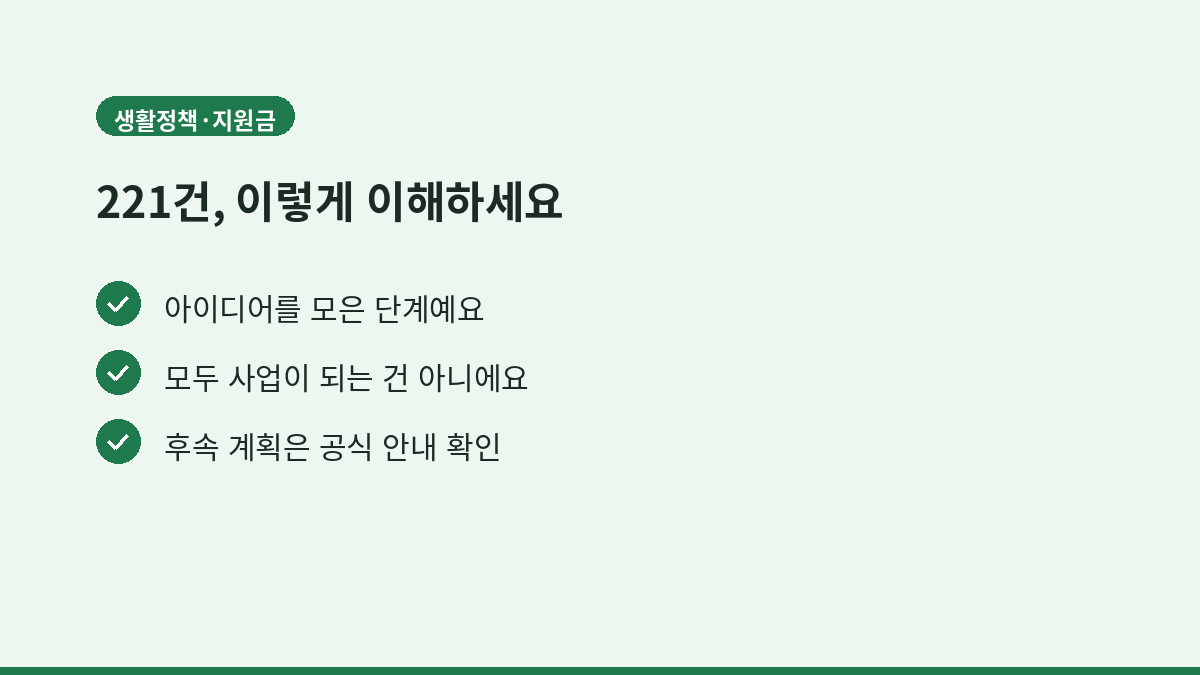 생활정책·지원금
221건, 이렇게 이해하세요
아이디어를 모은 단계예요
모두 사업이 되는 건 아니에요
후속 계획은 공식 안내 확인